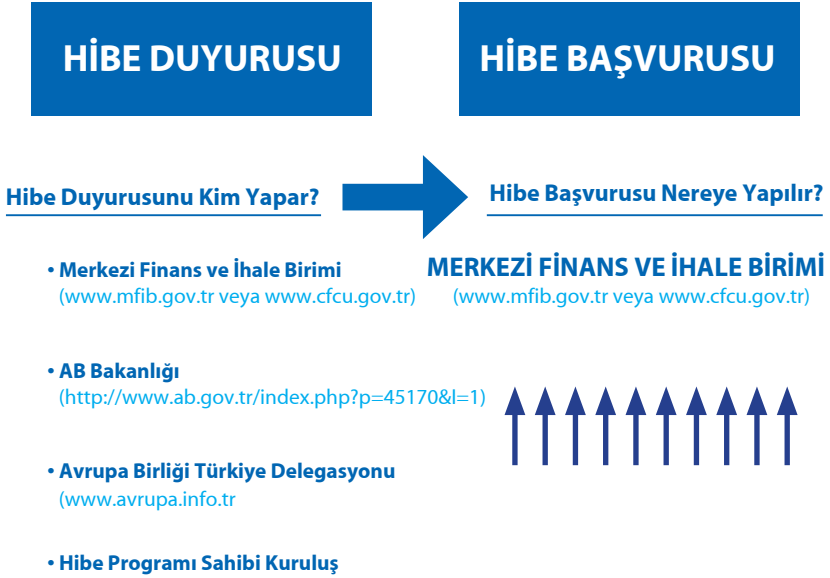 HİBE DUYURUSU
HİBE BAŞVURUSU
Hibe Duyurusunu Kim Yapar?
Hibe Başvurusu Nereye Yapılır?
• Merkezi Finans ve İhale Birimi
(www.mfib.gov.tr veya www.cfcu.gov.tr)
MERKEZİ FİNANS VE İHALE BİRİMİ
(www.mfib.gov.tr veya www.cfcu.gov.tr)
• AB Bakanlığı
(http://www.ab.gov.tr/index.php?p=45170&l=1)
• Avrupa Birliği Türkiye Delegasyonu
(www.avrupa.info.tr
• Hibe Programı Sahibi Kuruluş